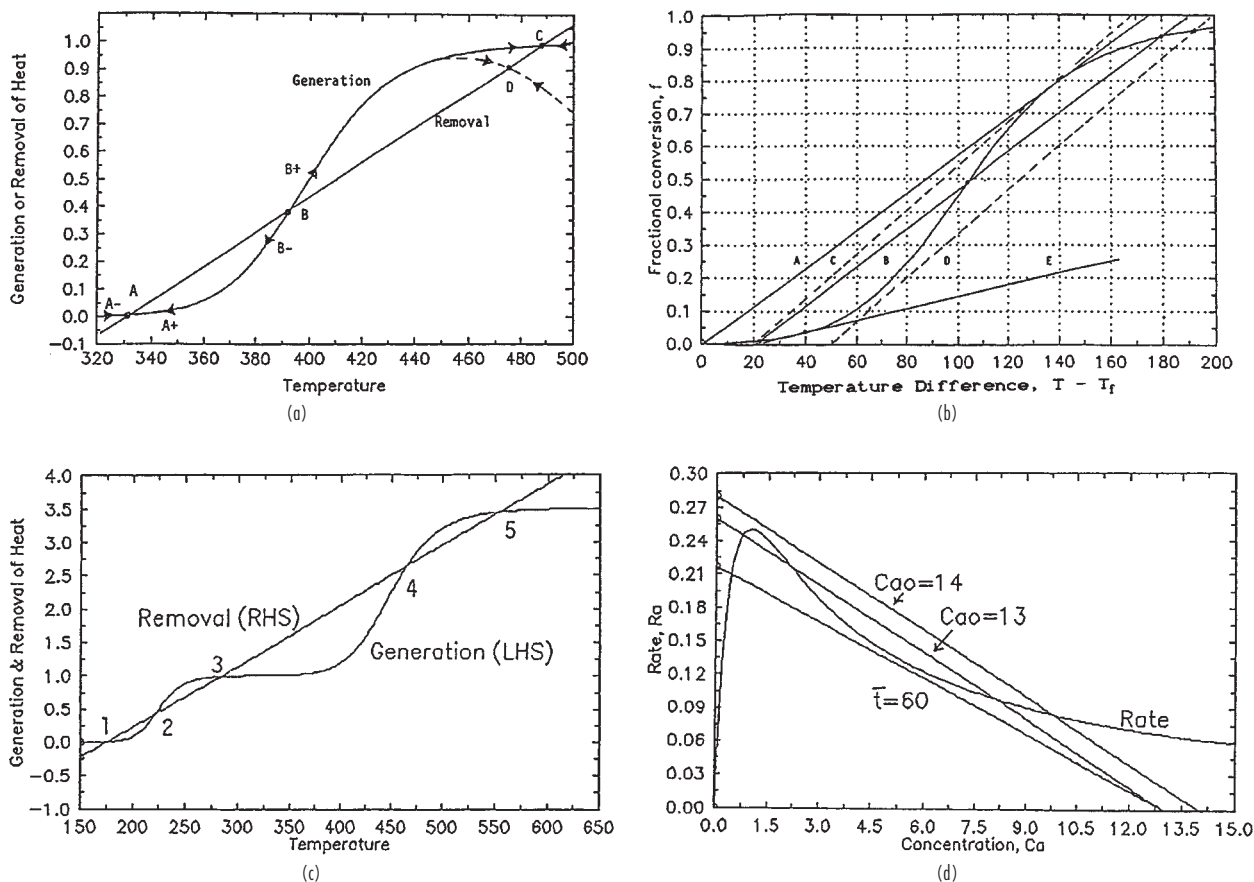 Generation or Removal of Heat
1.0
0.9
0.8
0.7
0.6
0.5
0.4
0.3
0.2
0.1
0.0
−0.1
Generation
Removal
A−
A
A+
B+
B
B−
C
D
320
340
360
380
400
420
440
460
480
500
Temperature
(a)
Fractional conversion, f
1.0
0.9
0.8
0.7
0.6
0.5
0.4
0.3
0.2
0.1
0.0
A
C
B
D
E
0
20
40
60
80
100
120
140
160
180
200
Temperature Difference, T − Tf
(b)
Generation & Removal of Heat
4.0
3.5
3.0
2.5
2.0
1.5
1.0
0.5
0.0
−0.5
−1.0
Removal (RHS)
Generation (LHS)
1
2
3
4
5
150
200
250
300
350
400
450
500
550
600
650
Temperature
(c)
Rate, Ra
0.30
0.27
0.24
0.21
0.18
0.15
0.12
0.09
0.06
0.03
0.00
Cao=14
Cao=13
t̄=60
Rate
0.0
1.5
3.0
4.5
6.0
7.5
9.0
10.5
12.0
13.5
15.0
Concentration, Ca
(d)